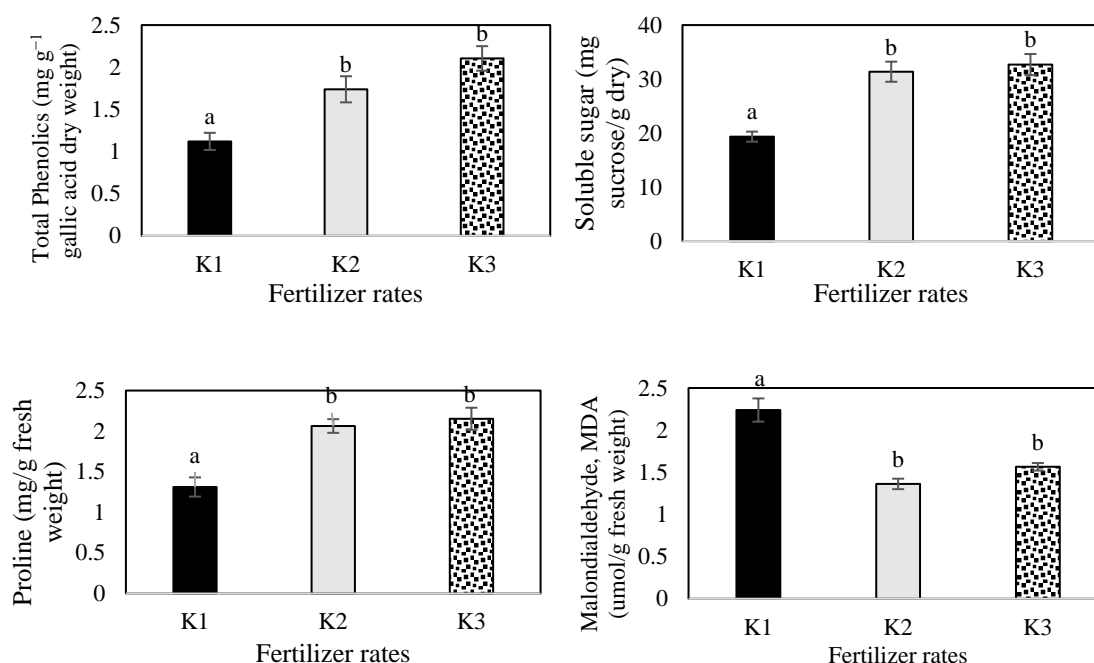 Total Phenolics (mg g⁻¹
gallic acid dry weight)
2.5
2
1.5
1
0.5
0
a
b
b
K1
K2
K3
Fertilizer rates
Soluble sugar (mg
sucrose/g dry)
40
30
20
10
0
a
b
b
K1
K2
K3
Fertilizer rates
Proline (mg/g fresh
weight)
2.5
2
1.5
1
0.5
0
a
b
b
K1
K2
K3
Fertilizer rates
Malondialdehyde, MDA
(umol/g fresh weight)
2.5
2
1.5
1
0.5
0
a
b
b
K1
K2
K3
Fertilizer rates